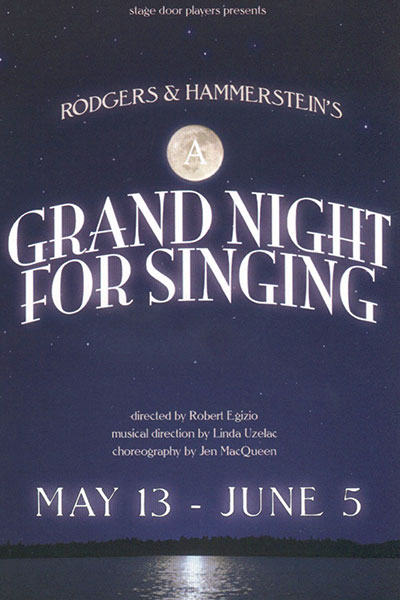 stage door players presents
RODGERS & HAMMERSTEIN'S
A
GRAND NIGHT
FOR SINGING
directed by Robert Egizio
musical direction by Linda Uzelac
choreography by Jen MacQueen
MAY 13 - JUNE 5